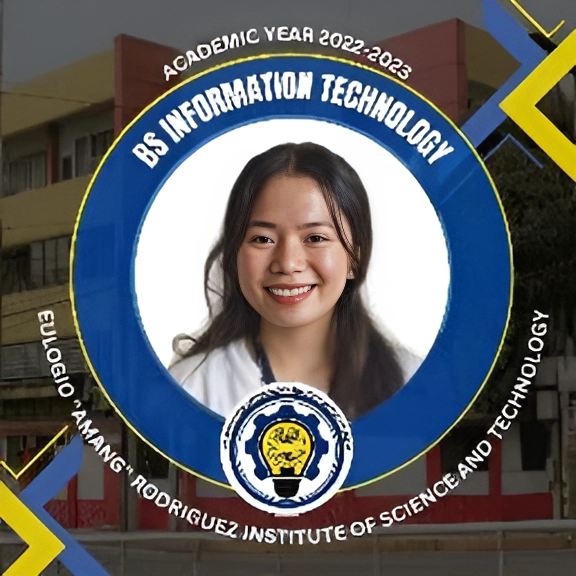 ACADEMIC YEAR 2022-2023
BS INFORMATION TECHNOLOGY
EULOGIO "AMANG" RODRIGUEZ INSTITUTE OF SCIENCE AND TECHNOLOGY